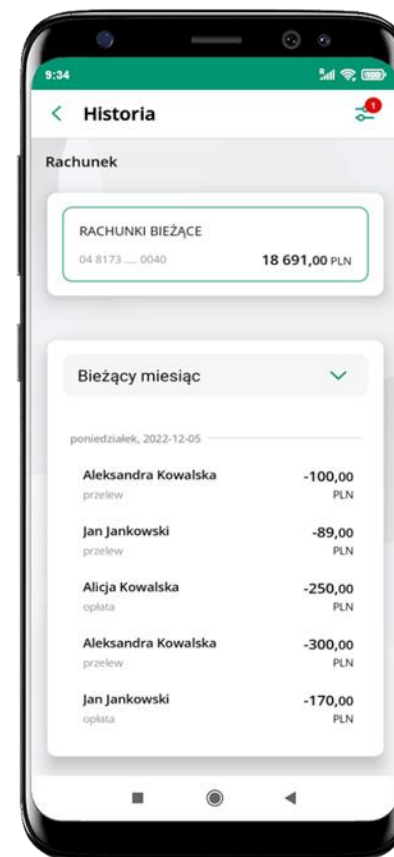 9:34
Historia
1
Rachunek
RACHUNKI BIEŻĄCE
04 8173 .... 0040 18 691,00 PLN
Bieżący miesiąc
poniedziałek, 2022-12-05
Aleksandra Kowalska -100,00
przelew PLN
Jan Jankowski -89,00
przelew PLN
Alicja Kowalska -250,00
opłata PLN
Aleksandra Kowalska -300,00
przelew PLN
Jan Jankowski -170,00
opłata PLN